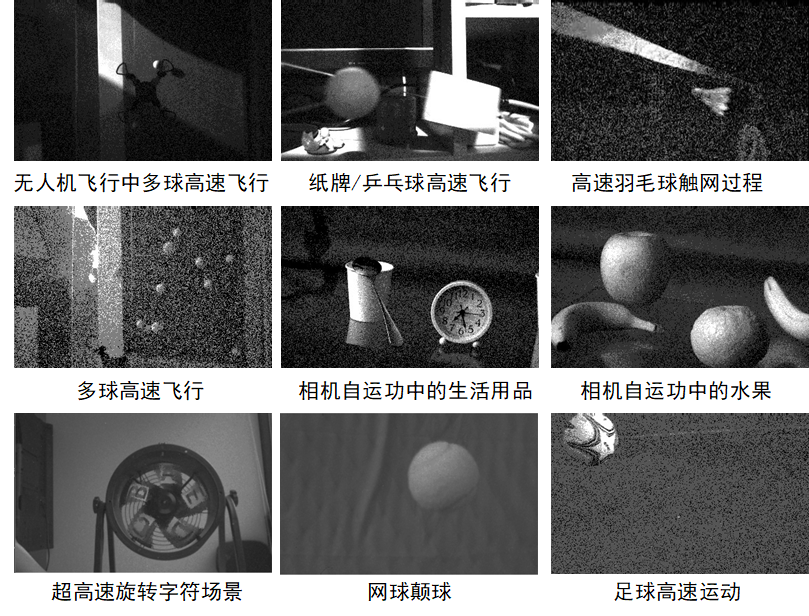 无人机飞行中多球高速飞行
纸牌/乒乓球高速飞行
高速羽毛球触网过程
多球高速飞行
相机自运功中的生活用品
相机自运功中的水果
超高速旋转字符场景
网球颠球
足球高速运动